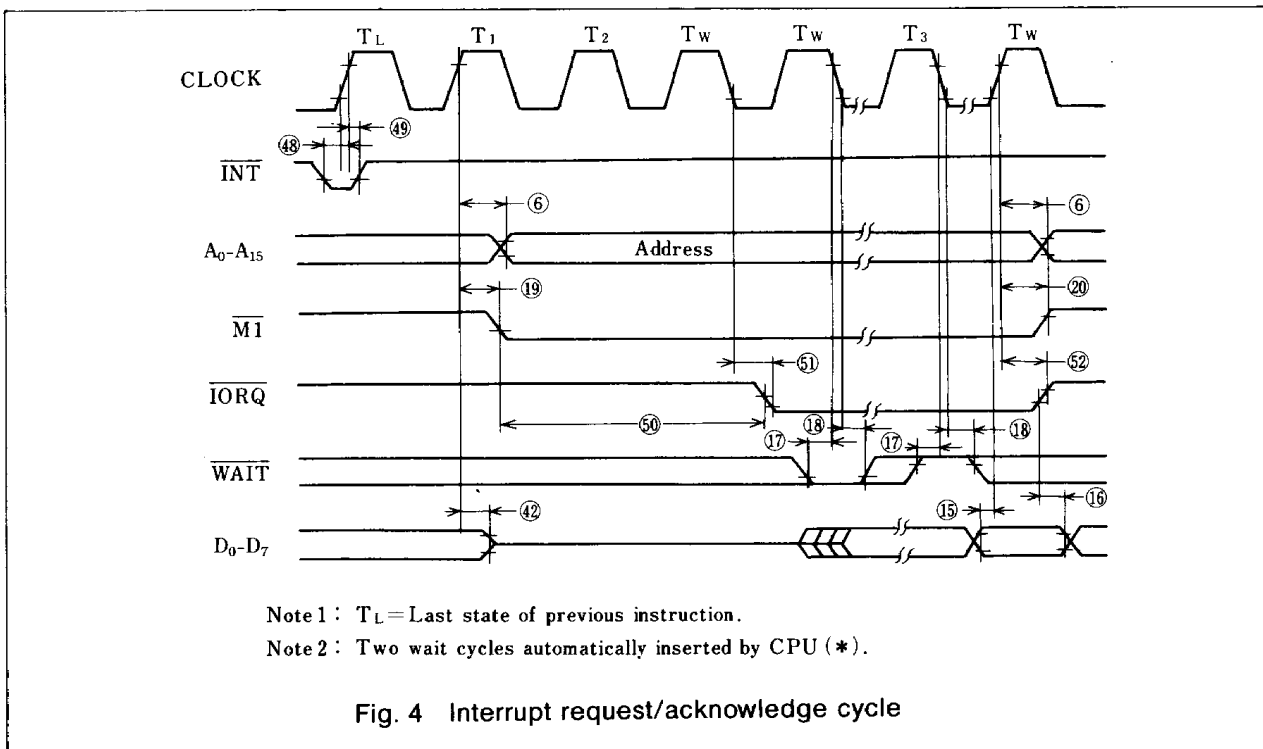 TL T1 T2 TW TW T3 TW
CLOCK
㊾
㊽
INT
⑥ ⑥
A0-A15 Address
⑲ ⑳
M1
51 52
IORQ
㊿ ⑱ ⑱
⑰ ⑰
WAIT
㊷ ⑮ ⑯
D0-D7
Note 1 : TL=Last state of previous instruction.
Note 2 : Two wait cycles automatically inserted by CPU (*).
Fig. 4 Interrupt request/acknowledge cycle